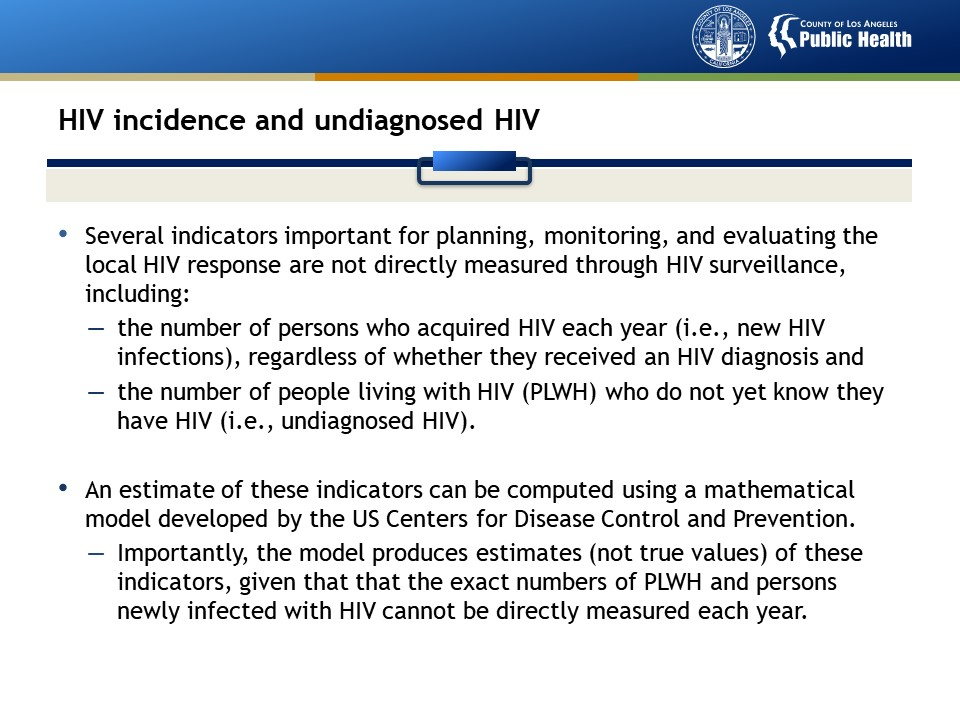 COUNTY OF LOS ANGELES
Public Health
HIV incidence and undiagnosed HIV
• Several indicators important for planning, monitoring, and evaluating the
local HIV response are not directly measured through HIV surveillance,
including:
— the number of persons who acquired HIV each year (i.e., new HIV
infections), regardless of whether they received an HIV diagnosis and
— the number of people living with HIV (PLWH) who do not yet know they
have HIV (i.e., undiagnosed HIV).
• An estimate of these indicators can be computed using a mathematical
model developed by the US Centers for Disease Control and Prevention.
— Importantly, the model produces estimates (not true values) of these
indicators, given that that the exact numbers of PLWH and persons
newly infected with HIV cannot be directly measured each year.